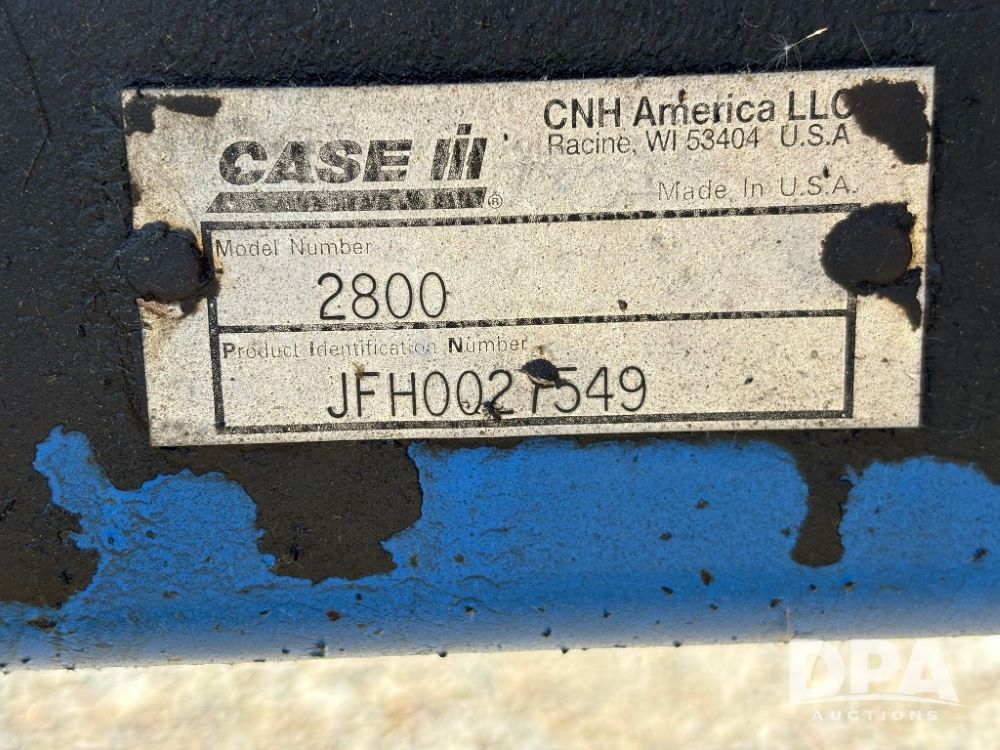 CNH America LLC
Racine, WI 53404 U.S.A
Made In U.S.A.
CASE IH
®
Model Number
2800
Product Identification Number
JFH0027549
DPA
AUCTIONS